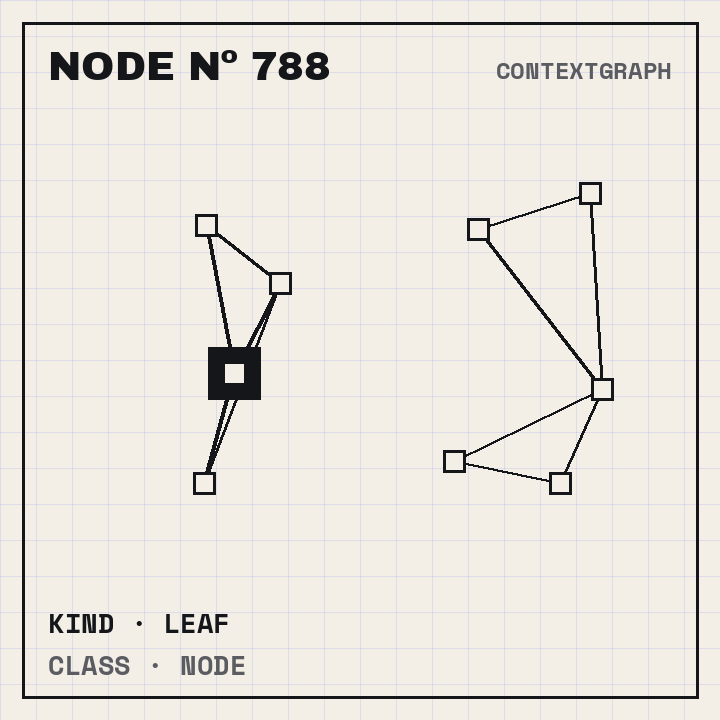 NODE Nº 788
CONTEXTGRAPH
KIND · LEAF
CLASS · NODE